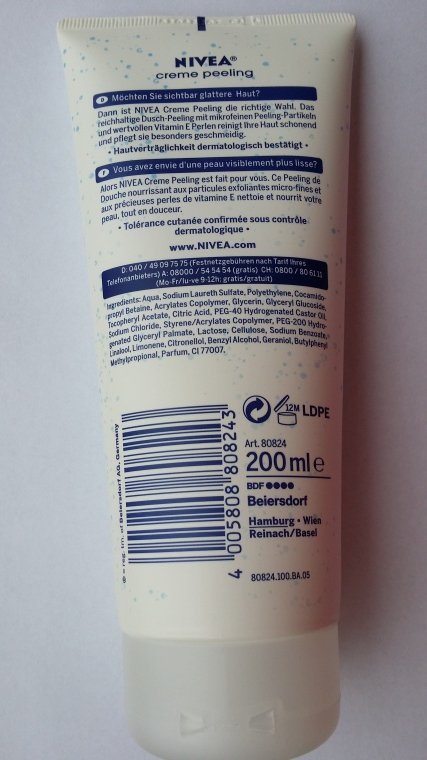 NIVEA®
creme peeling
D Möchten Sie sichtbar glattere Haut?
Dann ist NIVEA Creme Peeling die richtige Wahl. Das
reichhaltige Dusch-Peeling mit mikrofeinen Peeling-Partikeln
und wertvollen Vitamin E Perlen reinigt Ihre Haut schonend
und pflegt sie besonders geschmeidig.
• Hautverträglichkeit dermatologisch bestätigt •
F Vous avez envie d'une peau visiblement plus lisse?
Alors NIVEA Creme Peeling est fait pour vous. Ce Peeling de
Douche nourrissant aux particules exfoliantes micro-fines et
aux précieuses perles de vitamine E nettoie et nourrit votre
peau, tout en douceur.
• Tolérance cutanée confirmée sous contrôle
dermatologique •
www.NIVEA.com
D: 040 / 49 09 75 75 (Festnetzgebühren nach Tarif Ihres
Telefonanbieters) A: 08000 / 54 54 54 (gratis) CH: 0800 / 80 61 11
(Mo-Fr/lu-ve 9-12h: gratis/gratuit)
Ingredients: Aqua, Sodium Laureth Sulfate, Polyethylene, Cocamido-
propyl Betaine, Acrylates Copolymer, Glycerin, Glyceryl Glucoside,
Tocopheryl Acetate, Citric Acid, PEG-40 Hydrogenated Castor Oil,
Sodium Chloride, Styrene/Acrylates Copolymer, PEG-200 Hydro-
genated Glyceryl Palmate, Lactose, Cellulose, Sodium Benzoate,
Linalool, Limonene, Citronellol, Benzyl Alcohol, Geraniol, Butylphenyl
Methylpropional, Parfum, CI 77007.
12M LDPE
Art. 80824
200 ml e
BDF ●●●●
Beiersdorf
Hamburg • Wien
Reinach/Basel
80824.100.BA.05
4 005808 808243
® = reg. tm. of Beiersdorf AG, Germany